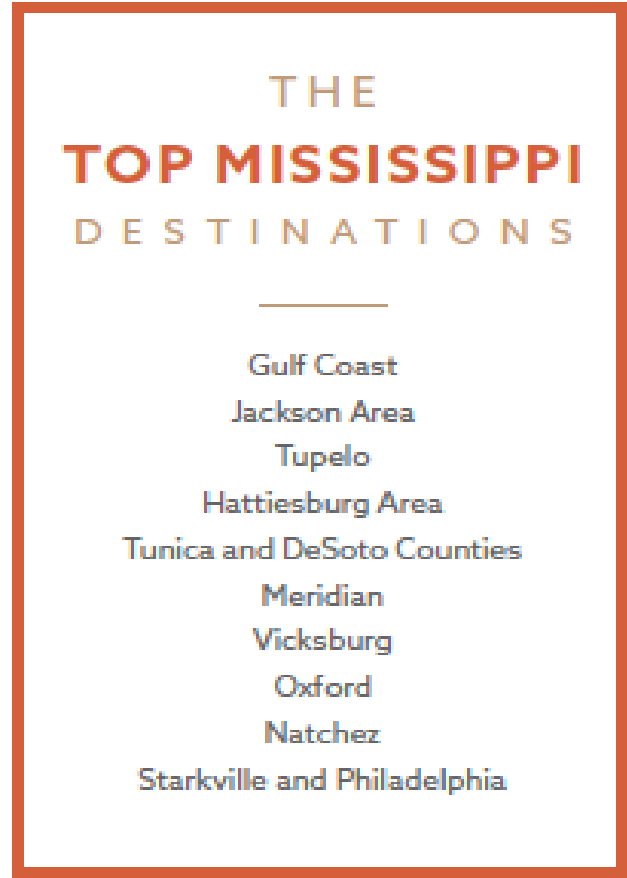 THE
TOP MISSISSIPPI
DESTINATIONS
Gulf Coast
Jackson Area
Tupelo
Hattiesburg Area
Tunica and DeSoto Counties
Meridian
Vicksburg
Oxford
Natchez
Starkville and Philadelphia